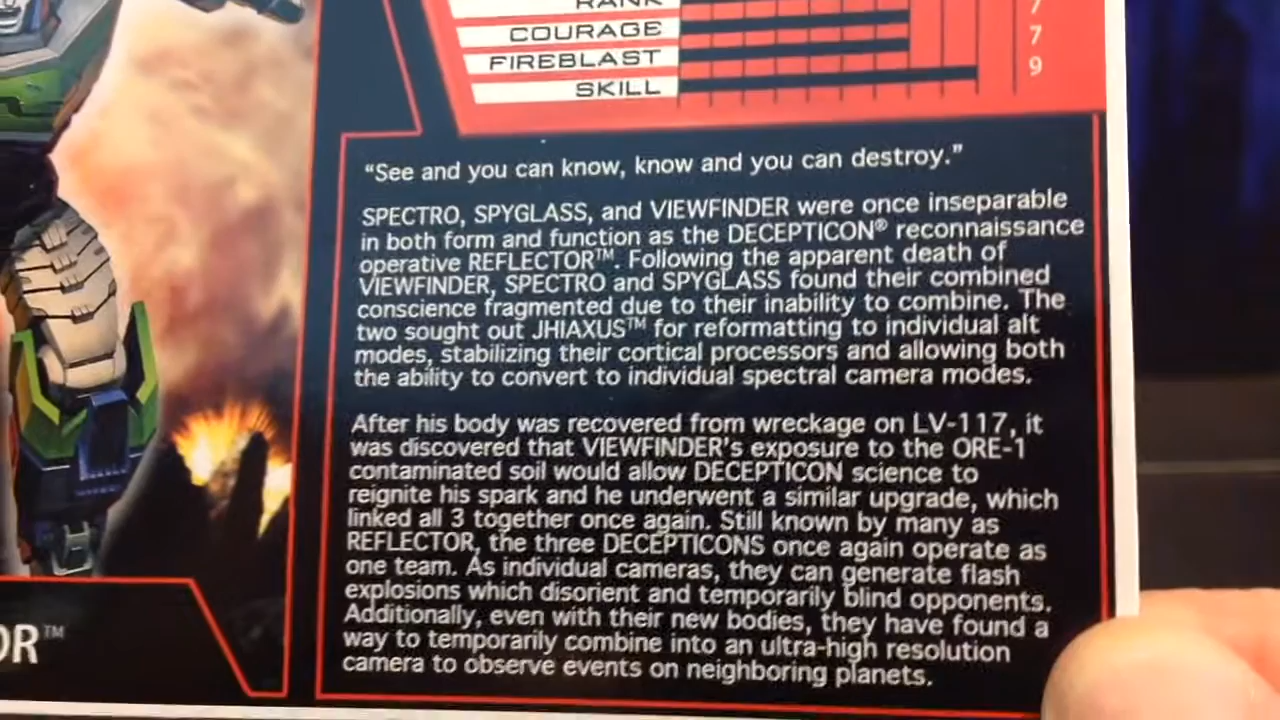 RANK
COURAGE 7
FIREBLAST 7
SKILL 9
“See and you can know, know and you can destroy.”
SPECTRO, SPYGLASS, and VIEWFINDER were once inseparable
in both form and function as the DECEPTICON® reconnaissance
operative REFLECTOR™. Following the apparent death of
VIEWFINDER, SPECTRO and SPYGLASS found their combined
conscience fragmented due to their inability to combine. The
two sought out JHIAXUS™ for reformatting to individual alt
modes, stabilizing their cortical processors and allowing both
the ability to convert to individual spectral camera modes.
After his body was recovered from wreckage on LV-117, it
was discovered that VIEWFINDER's exposure to the ORE-1
contaminated soil would allow DECEPTICON science to
reignite his spark and he underwent a similar upgrade, which
linked all 3 together once again. Still known by many as
REFLECTOR, the three DECEPTICONS once again operate as
one team. As individual cameras, they can generate flash
explosions which disorient and temporarily blind opponents.
Additionally, even with their new bodies, they have found a
way to temporarily combine into an ultra-high resolution
camera to observe events on neighboring planets.
OR™